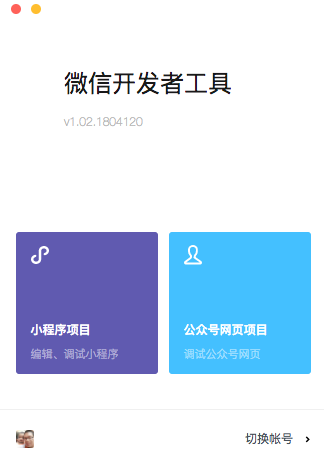 微信开发者工具
v1.02.1804120
小程序项目
编辑、调试小程序
公众号网页项目
调试公众号网页
切换帐号